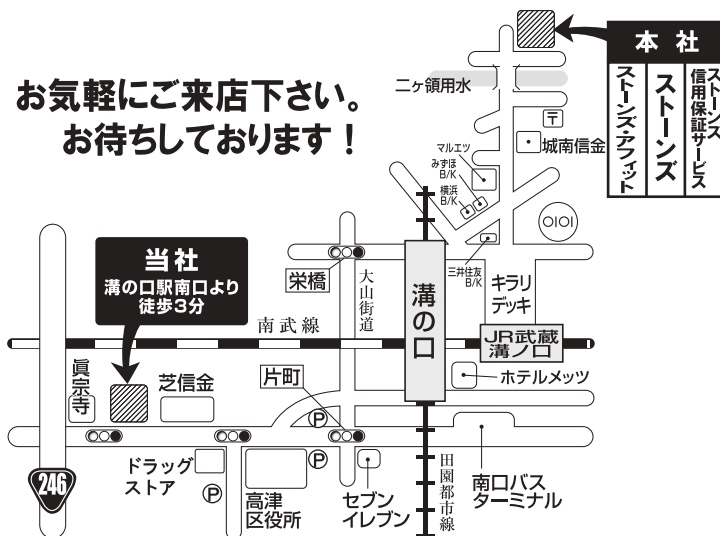 お気軽にご来店下さい。
お待ちしております！
本社
ストーンズ
信用保証サービス
ストーンズ
ストーンズ・アフィット
二ヶ領用水
〒
城南信金
マルエツ
みずほ
B/K
横浜
B/K
OIOI
三井住友
B/K
キラリ
デッキ
当社
溝の口駅南口より
徒歩3分
栄橋
大山街道
溝の口
南武線
JR武蔵
溝ノ口
眞宗寺
芝信金
片町
ホテルメッツ
P
246
ドラッグ
ストア
P
高津
区役所
P
セブン
イレブン
田園都市線
南口バス
ターミナル